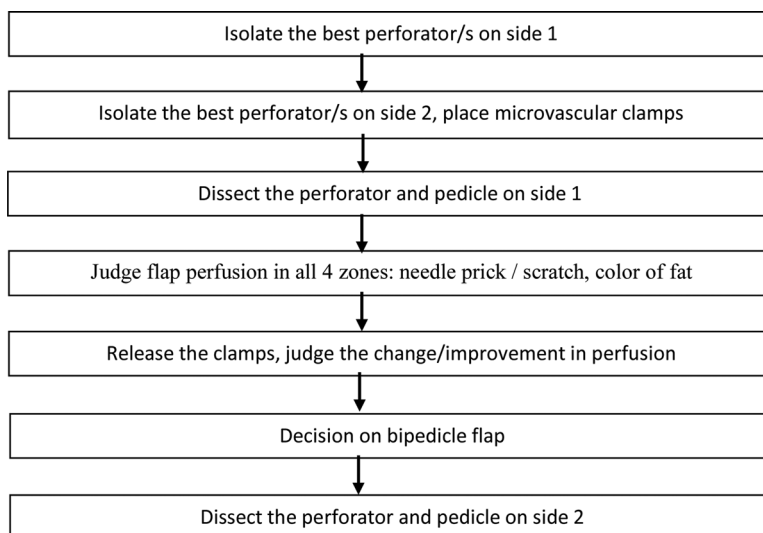 Isolate the best perforator/s on side 1
Isolate the best perforator/s on side 2, place microvascular clamps
Dissect the perforator and pedicle on side 1
Judge flap perfusion in all 4 zones: needle prick / scratch, color of fat
Release the clamps, judge the change/improvement in perfusion
Decision on bipedicle flap
Dissect the perforator and pedicle on side 2